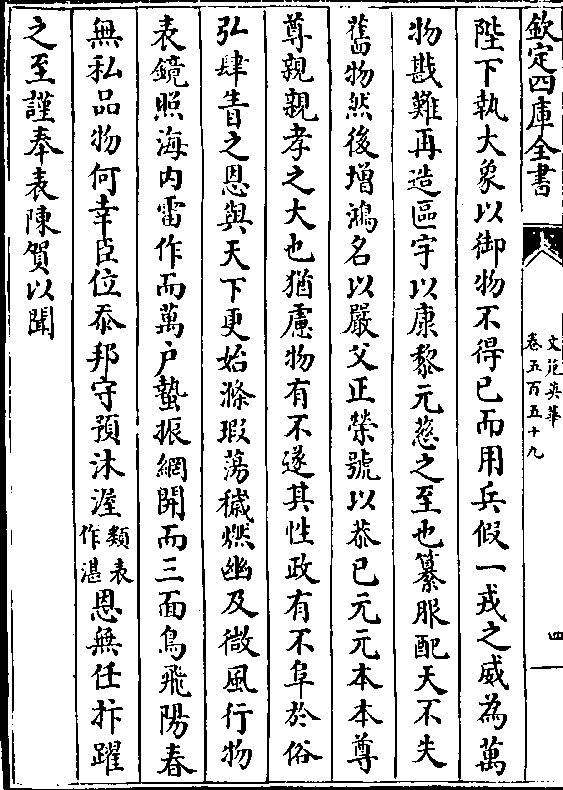 欽定四庫全書
文苑英華
卷五百五十九
四
陛下執大象以御物不得已而用兵假一戎之威為萬
物戡難再造區宇以康黎元慈之至也纂服配天不失
舊物然後增鴻名以嚴父正榮號以恭已元元本本尊
尊親親孝之大也猶慮物有不遂其性政有不阜於俗
弘肆眚之恩與天下更始滌瑕蕩穢燃幽及微風行物
表鏡照海内雷作而萬户蟄振網開而三面鳥飛陽春
無私品物何幸臣位忝邦守預沐渥類表作湛恩無任抃躍
之至謹奉表陳賀以聞